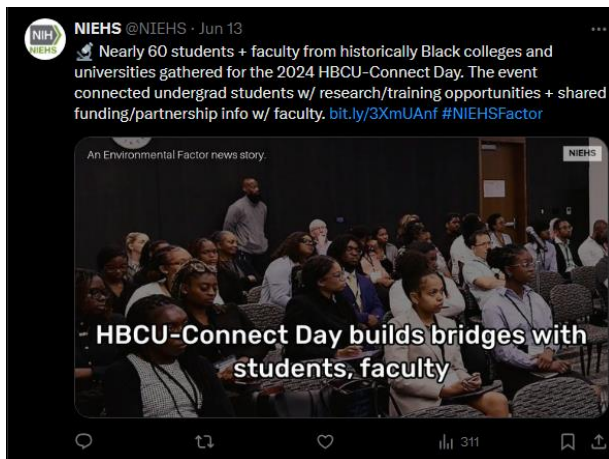 NIH
NIEHS
NIEHS @NIEHS · Jun 13
🔬 Nearly 60 students + faculty from historically Black colleges and
universities gathered for the 2024 HBCU-Connect Day. The event
connected undergrad students w/ research/training opportunities + shared
funding/partnership info w/ faculty. bit.ly/3XmUAnf #NIEHSFactor
An Environmental Factor news story.
NIEHS
HBCU-Connect Day builds bridges with
students, faculty
311